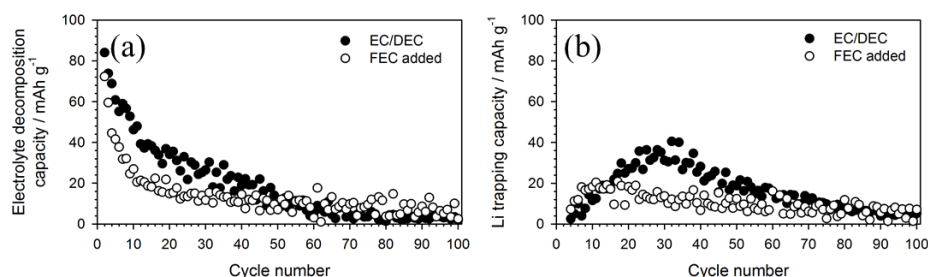 (a)
EC/DEC
FEC added
Electrolyte decomposition
capacity / mAh g⁻¹
100
80
60
40
20
0
0 10 20 30 40 50 60 70 80 90 100
Cycle number
(b)
EC/DEC
FEC added
Li trapping capacity / mAh g⁻¹
100
80
60
40
20
0
0 10 20 30 40 50 60 70 80 90 100
Cycle number